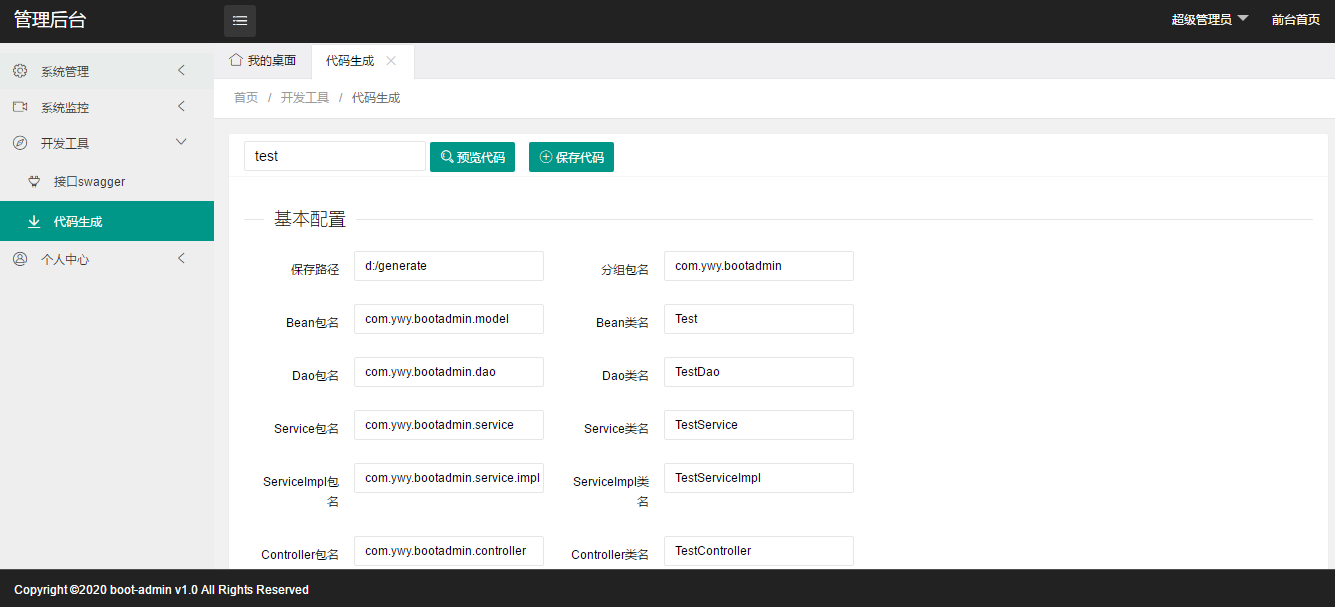 管理后台
超级管理员 前台首页
系统管理
系统监控
开发工具
接口swagger
代码生成
个人中心
我的桌面 代码生成
首页 / 开发工具 / 代码生成
test 预览代码 保存代码
基本配置
保存路径 d:/generate 分组包名 com.ywy.bootadmin
Bean包名 com.ywy.bootadmin.model Bean类名 Test
Dao包名 com.ywy.bootadmin.dao Dao类名 TestDao
Service包名 com.ywy.bootadmin.service Service类名 TestService
ServiceImpl包名 com.ywy.bootadmin.service.impl ServiceImpl类名 TestServiceImpl
Controller包名 com.ywy.bootadmin.controller Controller类名 TestController
Copyright ©2020 boot-admin v1.0 All Rights Reserved